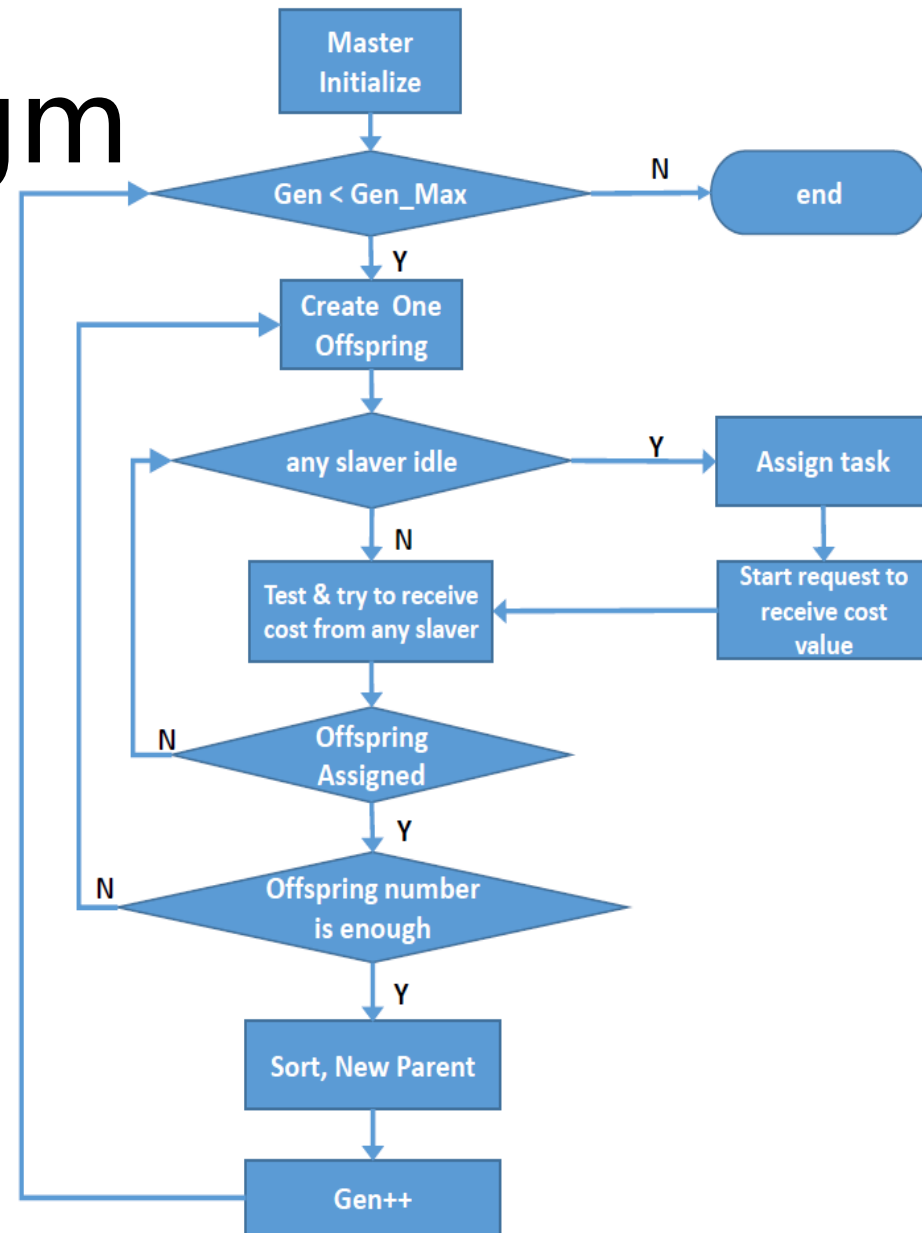 Master
Initialize
gm
Gen < Gen_Max
N
end
Y
Create One
Offspring
any slaver idle
Y
Assign task
N
Test & try to receive
cost from any slaver
Start request to
receive cost
value
Offspring
Assigned
N
Y
Offspring number
is enough
N
Y
Sort, New Parent
Gen++